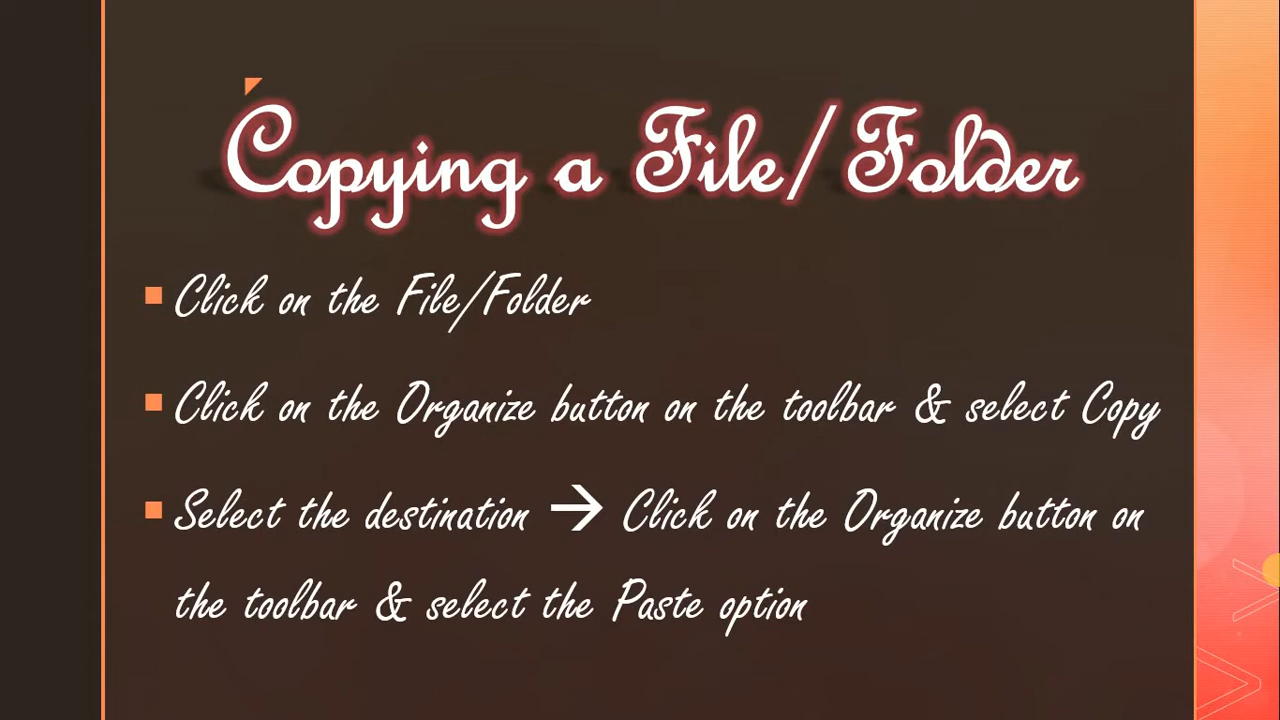 Copying a File/Folder
Click on the File/Folder
Click on the Organize button on the toolbar & select Copy
Select the destination → Click on the Organize button on
the toolbar & select the Paste option